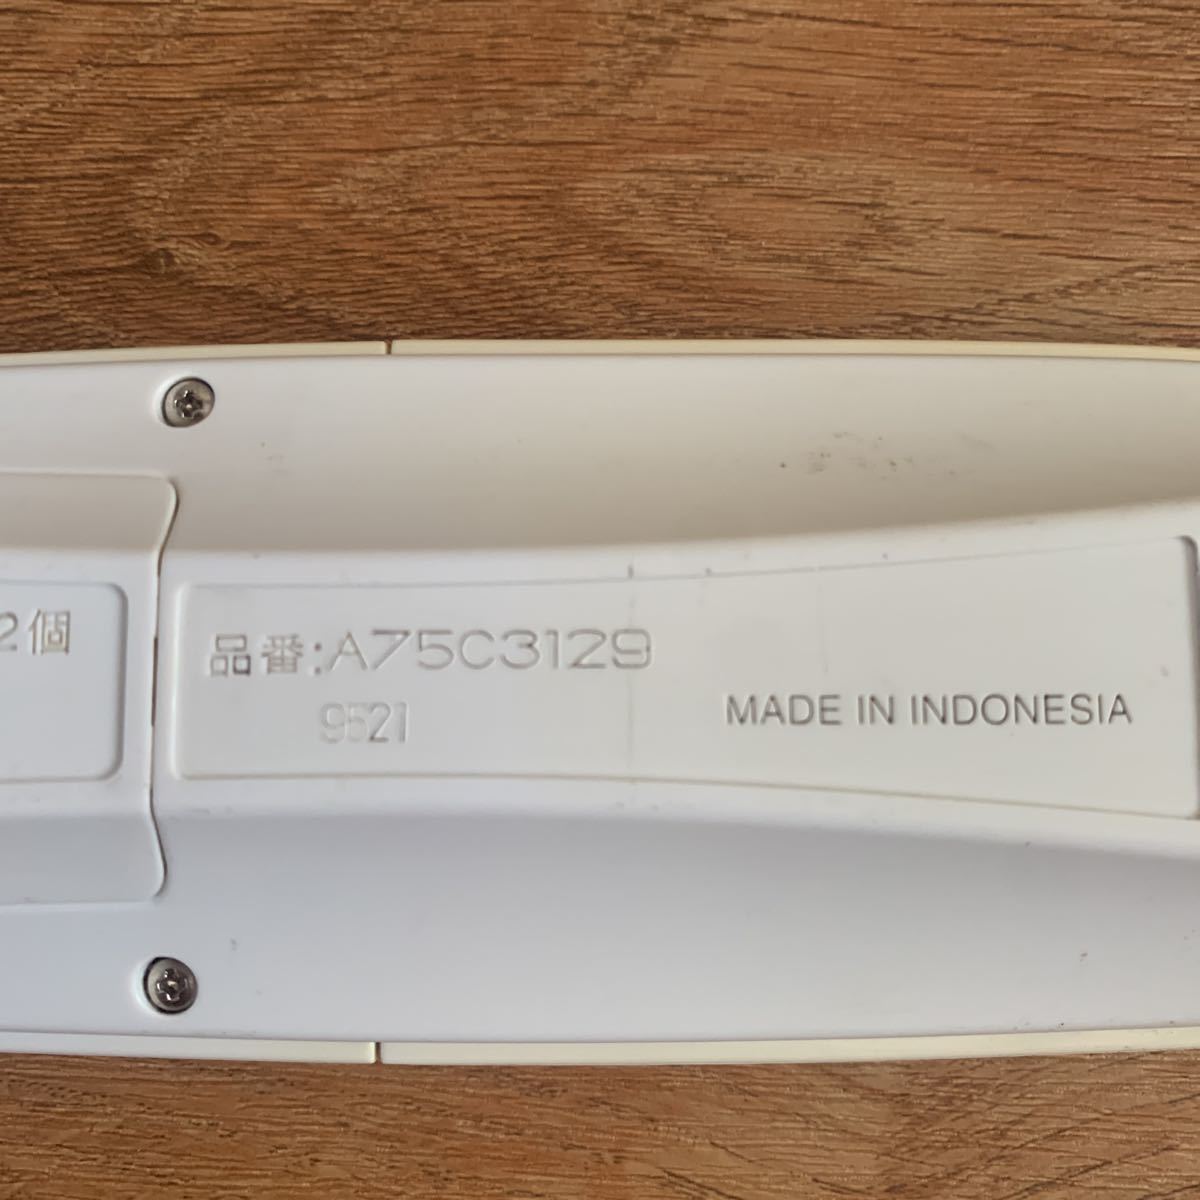 2個
品番:A75C3129
9521
MADE IN INDONESIA